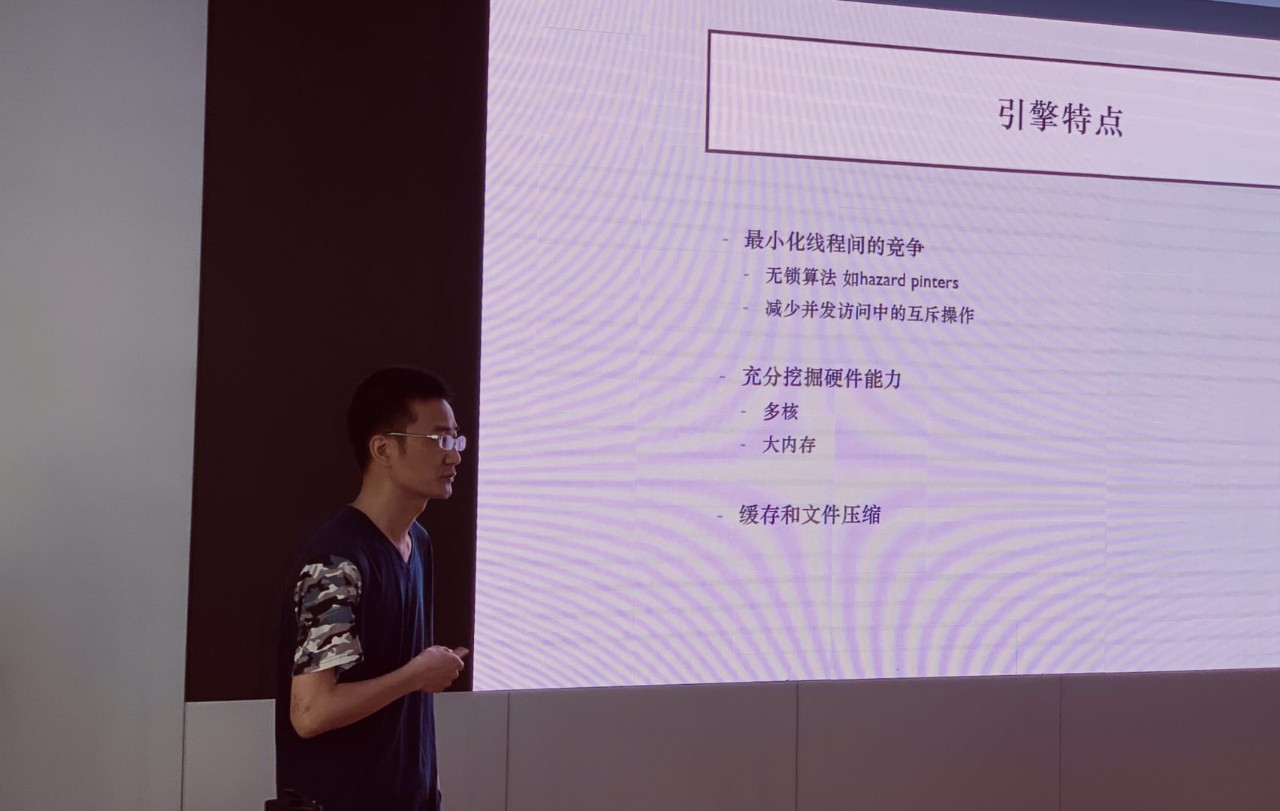 引擎特点
- 最小化线程间的竞争
- 无锁算法 如hazard pinters
- 减少并发访问中的互斥操作
- 充分挖掘硬件能力
- 多核
- 大内存
- 缓存和文件压缩